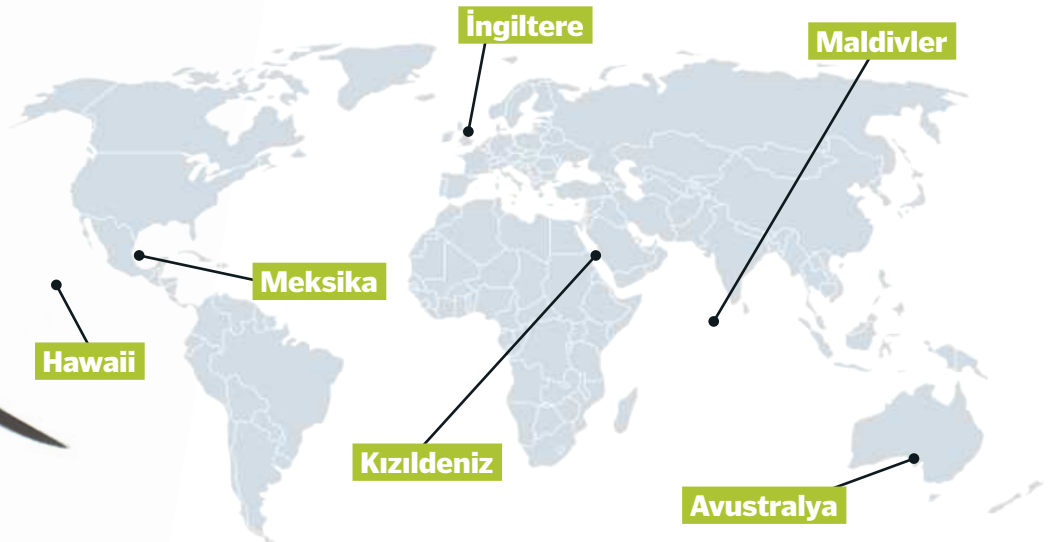 İngiltere
Maldivler
Meksika
Hawaii
Kızıldeniz
Avustralya